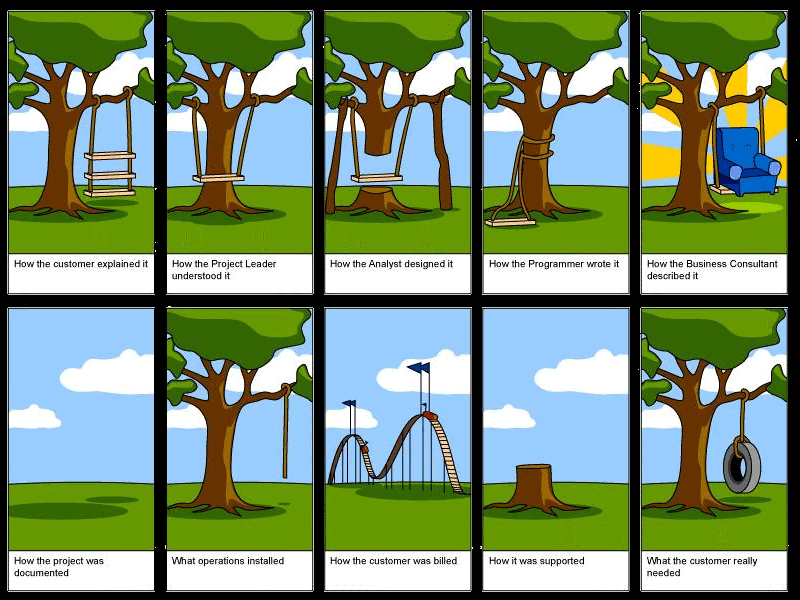 How the customer explained it
How the Project Leader
understood it
How the Analyst designed it
How the Programmer wrote it
How the Business Consultant
described it
How the project was
documented
What operations installed
How the customer was billed
How it was supported
What the customer really
needed